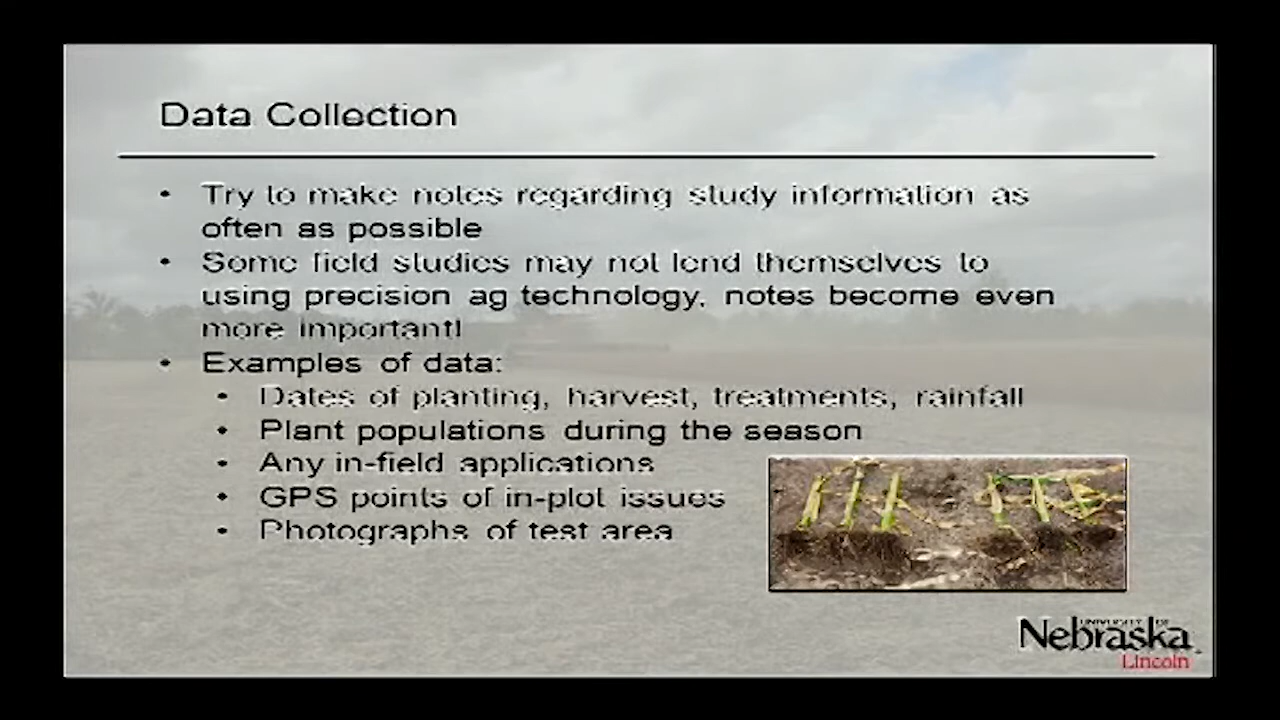 Data Collection
• Try to make notes regarding study information as
often as possible
• Some field studies may not lend themselves to
using precision ag technology, notes become even
more important!
• Examples of data:
• Dates of planting, harvest, treatments, rainfall
• Plant populations during the season
• Any in-field applications
• GPS points of in-plot issues
• Photographs of test area
UNIVERSITY OF
Nebraska
Lincoln